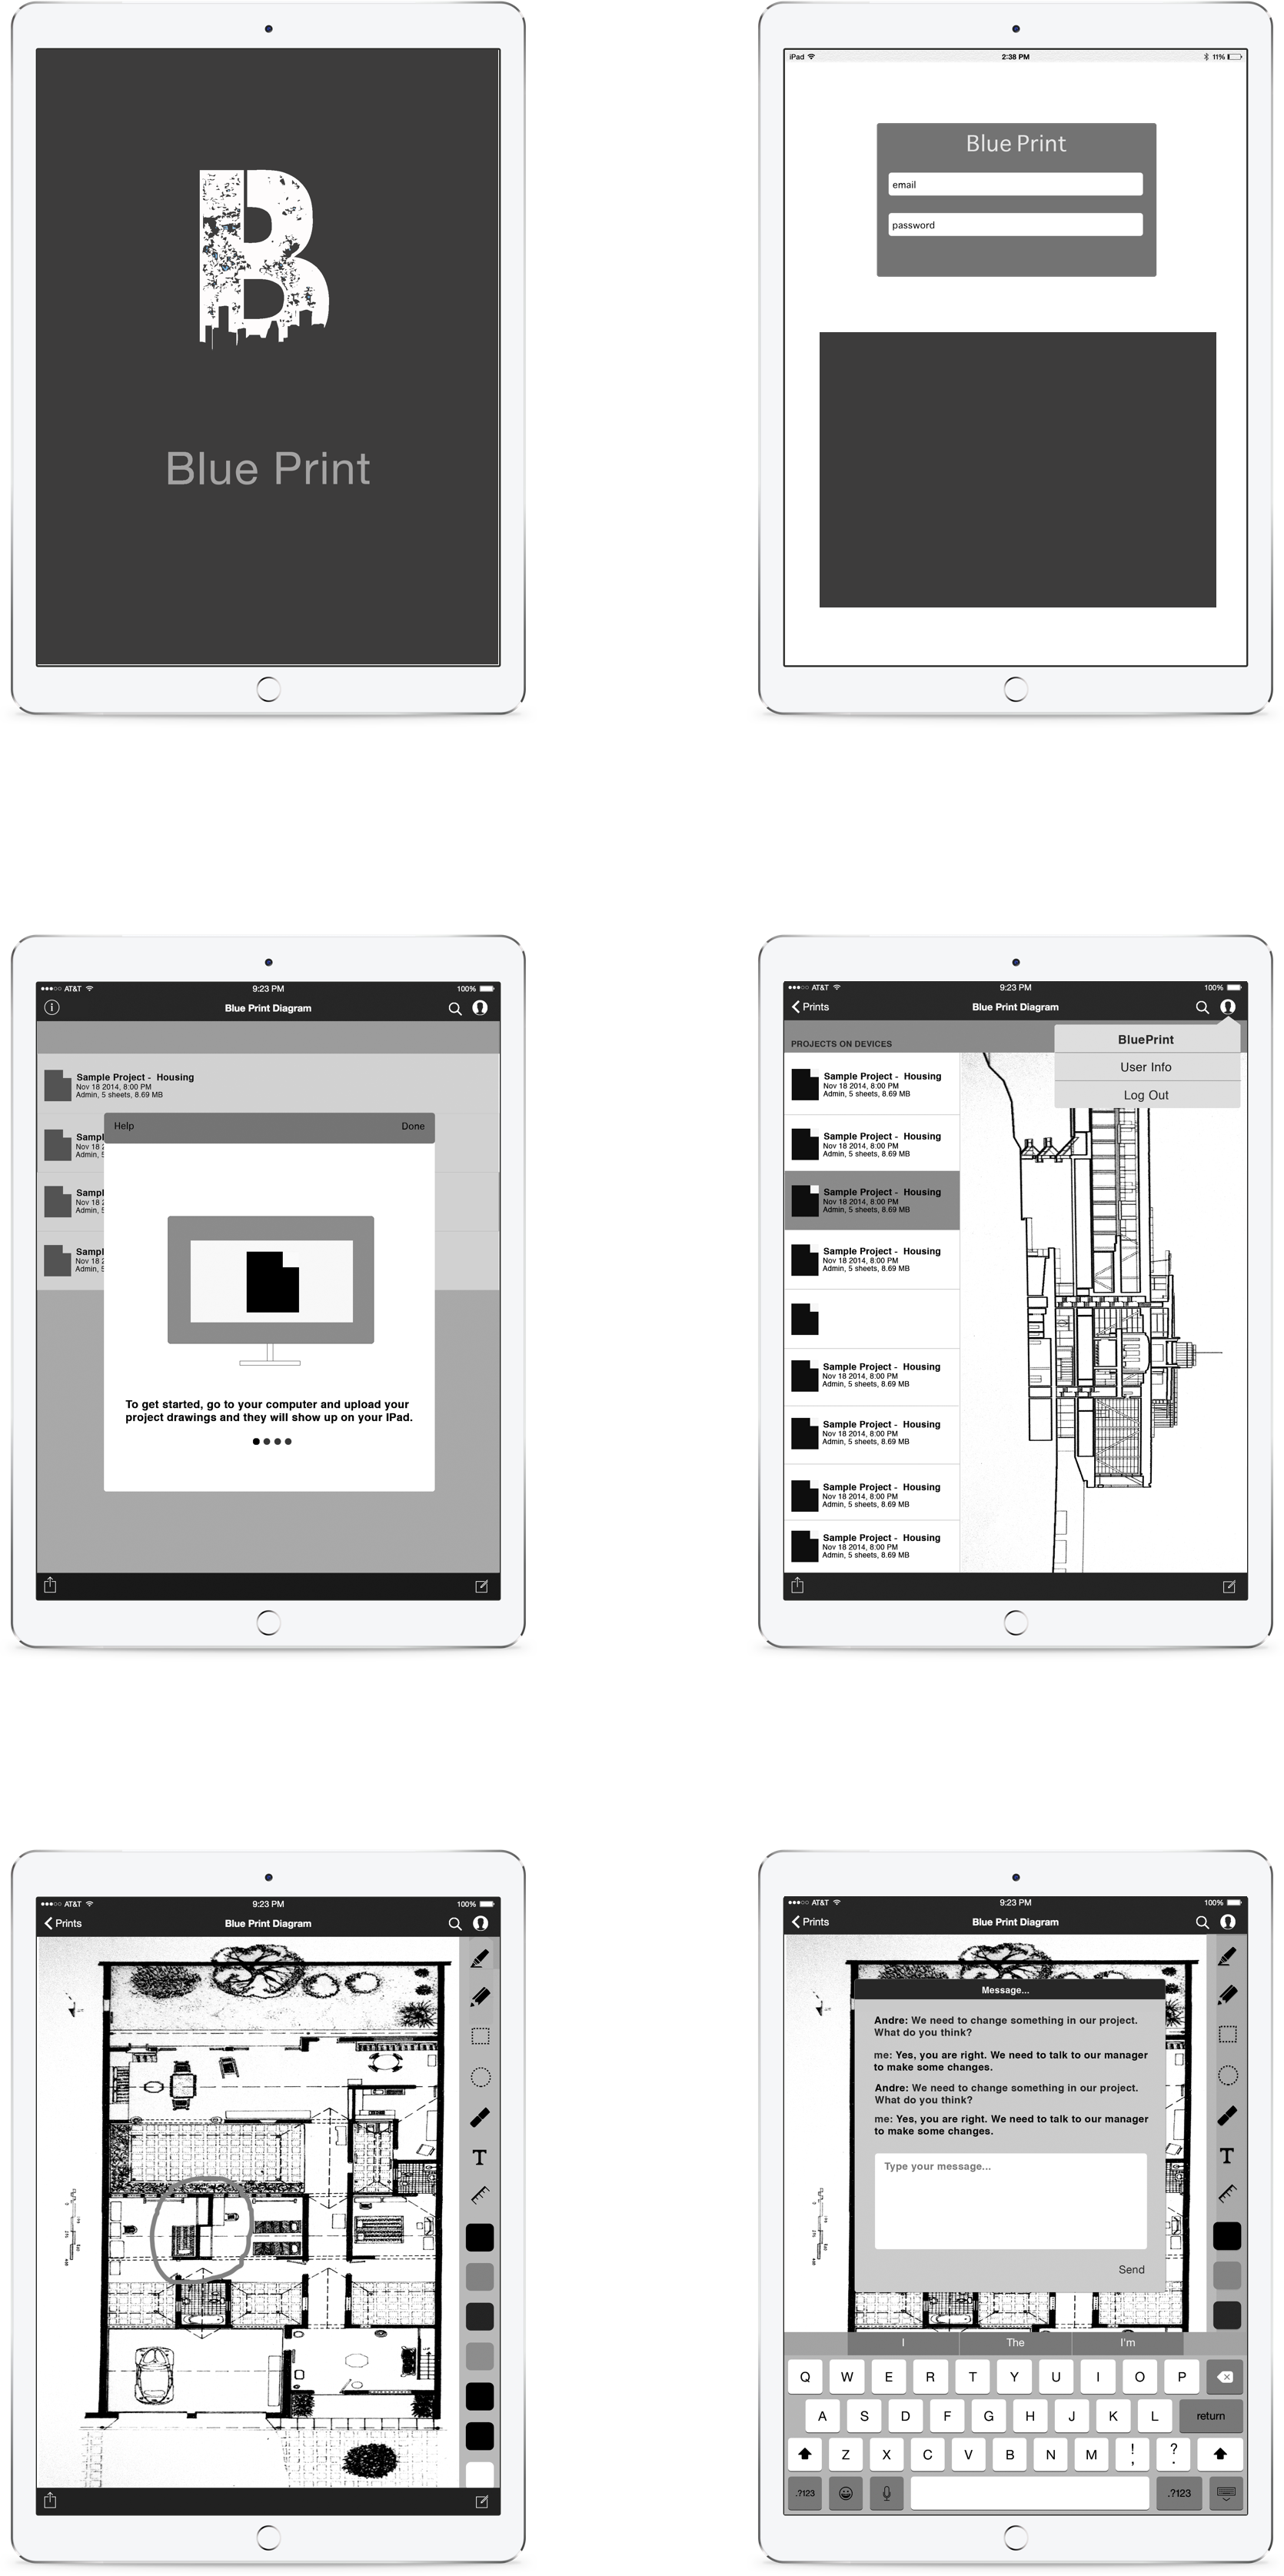 B
Blue Print
iPad
2:38 PM
11%
Blue Print
email
password
AT&T
9:23 PM
100%
Blue Print Diagram
Sample Project - Housing
Nov 18 2014, 8:00 PM
Admin, 5 sheets, 8.69 MB
Help
Done
Sampl
Nov 18 2
Admin, 5
Sampl
Nov 18 2
Admin, 5
Sampl
Nov 18 2
Admin, 5
To get started, go to your computer and upload your
project drawings and they will show up on your IPad.
AT&T
9:23 PM
100%
Prints
Blue Print Diagram
PROJECTS ON DEVICES
BluePrint
User Info
Log Out
Sample Project - Housing
Nov 18 2014, 8:00 PM
Admin, 5 sheets, 8.69 MB
Sample Project - Housing
Nov 18 2014, 8:00 PM
Admin, 5 sheets, 8.69 MB
Sample Project - Housing
Nov 18 2014, 8:00 PM
Admin, 5 sheets, 8.69 MB
Sample Project - Housing
Nov 18 2014, 8:00 PM
Admin, 5 sheets, 8.69 MB
Sample Project - Housing
Nov 18 2014, 8:00 PM
Admin, 5 sheets, 8.69 MB
Sample Project - Housing
Nov 18 2014, 8:00 PM
Admin, 5 sheets, 8.69 MB
Sample Project - Housing
Nov 18 2014, 8:00 PM
Admin, 5 sheets, 8.69 MB
Sample Project - Housing
Nov 18 2014, 8:00 PM
Admin, 5 sheets, 8.69 MB
AT&T
9:23 PM
100%
Prints
Blue Print Diagram
T
AT&T
9:23 PM
100%
Prints
Blue Print Diagram
Message...
Andre: We need to change something in our project.
What do you think?
me: Yes, you are right. We need to talk to our manager
to make some changes.
Andre: We need to change something in our project.
What do you think?
me: Yes, you are right. We need to talk to our manager
to make some changes.
Type your message...
Send
T
I The I'm
Q W E R T Y U I O P
A S D F G H J K L return
Z X C V B N M ! , ? .
.?123 .?123